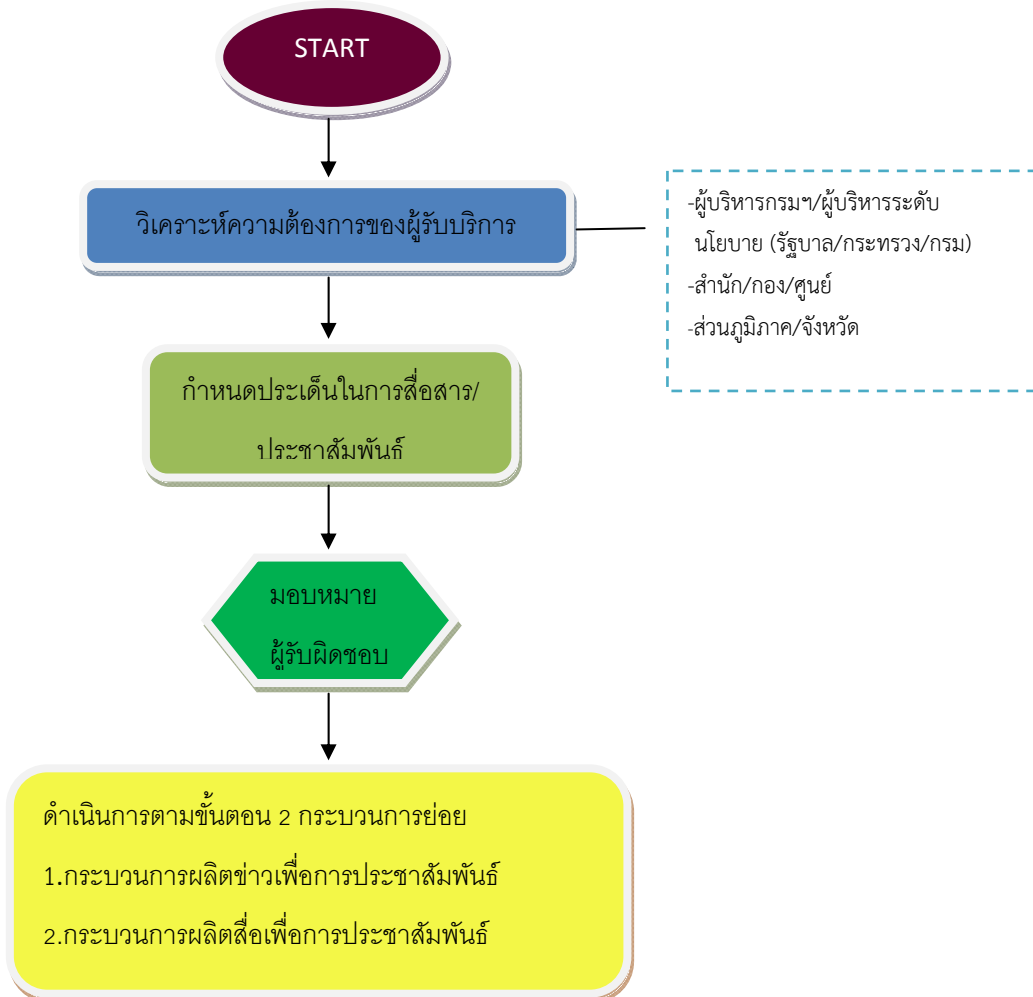 START
วิเคราะห์ความต้องการของผู้รับบริการ
-ผู้บริหารกรมฯ/ผู้บริหารระดับ
นโยบาย (รัฐบาล/กระทรวง/กรม)
-สำนัก/กอง/ศูนย์
-ส่วนภูมิภาค/จังหวัด
กำหนดประเด็นในการสื่อสาร/
ประชาสัมพันธ์
มอบหมาย
ผู้รับผิดชอบ
ดำเนินการตามขั้นตอน 2 กระบวนการย่อย
1.กระบวนการผลิตข่าวเพื่อการประชาสัมพันธ์
2.กระบวนการผลิตสื่อเพื่อการประชาสัมพันธ์